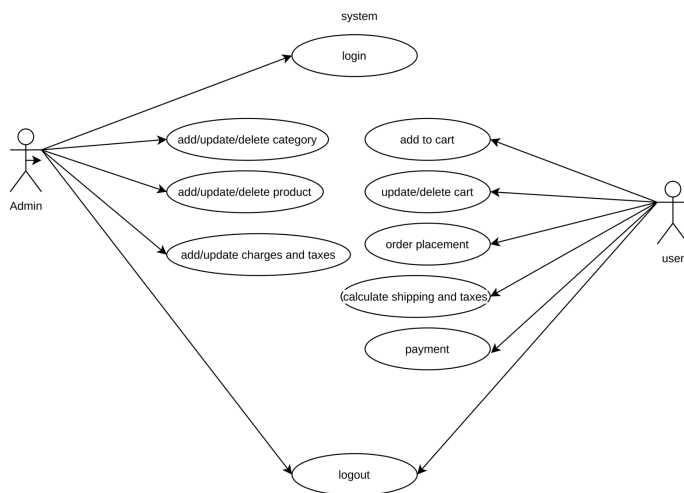 system
login
add/update/delete category
add to cart
add/update/delete product
update/delete cart
Admin
order placement
add/update charges and taxes
user
calculate shipping and taxes
payment
logout